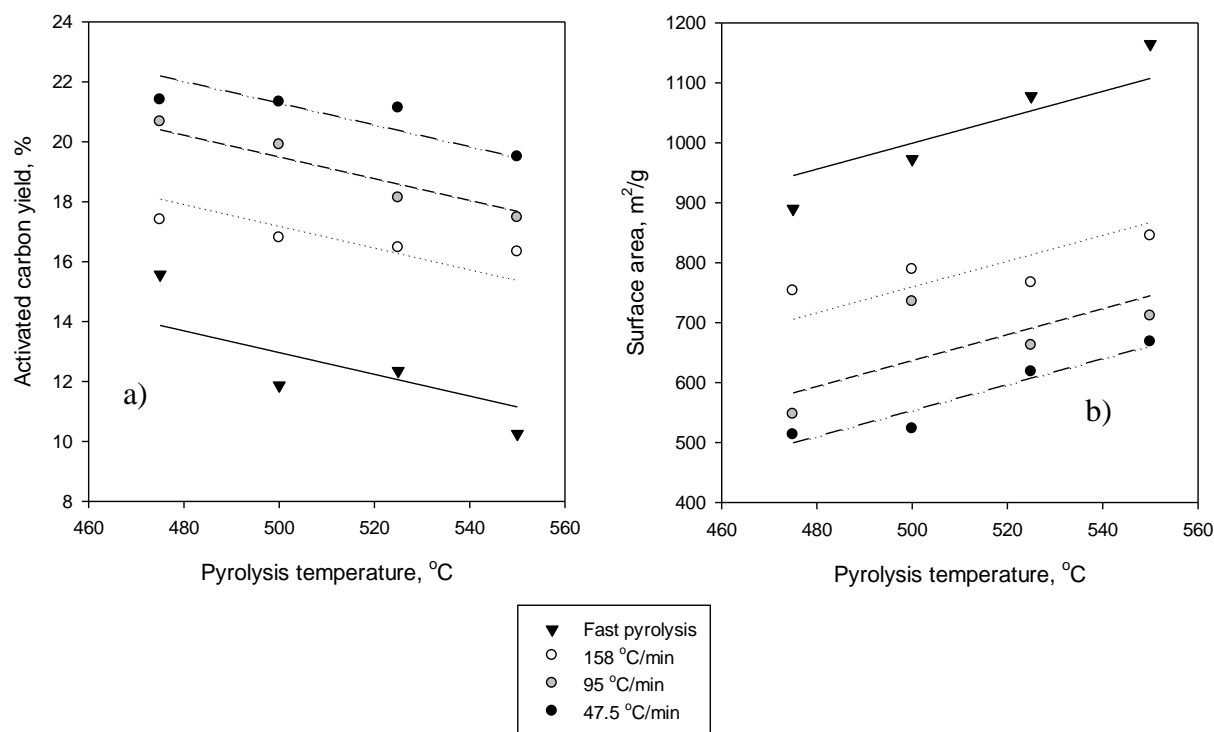 24
22
20
18
16
14
12
10
8
Activated carbon yield, %
a)
460 480 500 520 540 560
Pyrolysis temperature, °C
1200
1100
1000
900
800
700
600
500
400
Surface area, m²/g
b)
460 480 500 520 540 560
Pyrolysis temperature, °C
Fast pyrolysis
158 °C/min
95 °C/min
47.5 °C/min